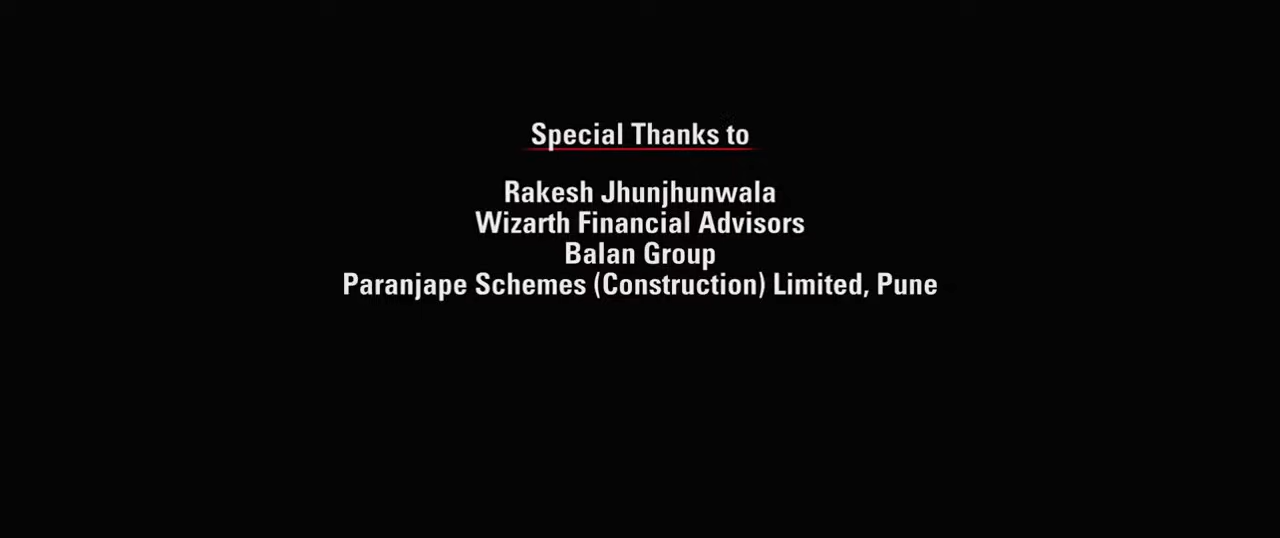 Special Thanks to
Rakesh Jhunjhunwala
Wizarth Financial Advisors
Balan Group
Paranjape Schemes (Construction) Limited, Pune